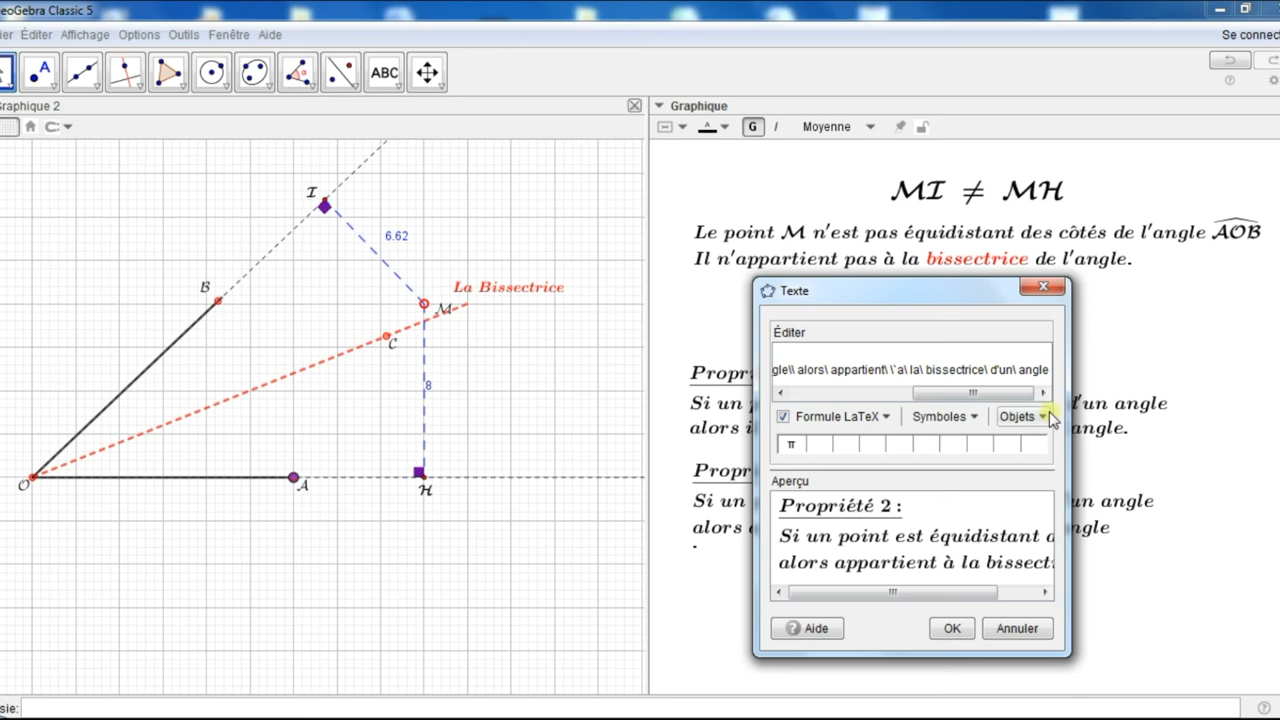 eoGebra Classic 5
ier Éditer Affichage Options Outils Fenêtre Aide
Se connect
A
ABC
Graphique 2
Graphique
G I Moyenne
I
6.62
B
La Bissectrice
M
C
8
O
A
H
MI ≠ MH
Le point M n'est pas équidistant des côtés de l'angle AOB
Il n'appartient pas à la bissectrice de l'angle.
Propri
Si un p
d'un angle
alors i
angle.
Propri
Si un
un angle
alors
ngle
.
Texte
Éditer
gle\\ alors\ appartient\ \`a\ la\ bissectrice\ d'un\ angle
Formule LaTeX Symboles Objets
π
Aperçu
Propriété 2 :
Si un point est équidistant d
alors appartient à la bissect
Aide OK Annuler
sie: